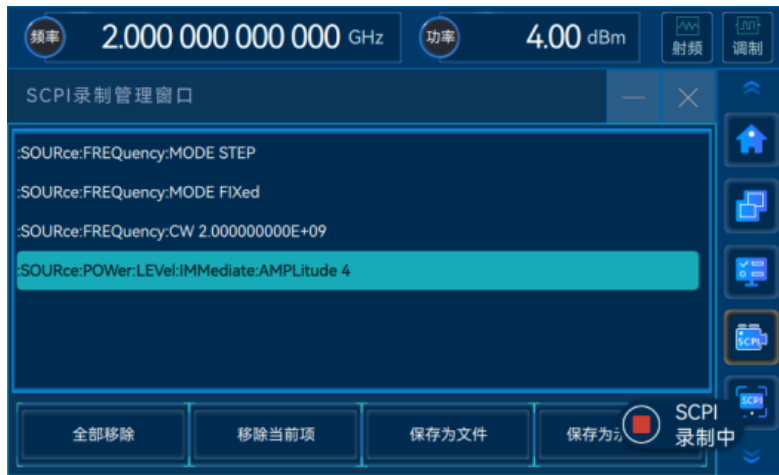 频率 2.000 000 000 000 GHz 功率 4.00 dBm 射频 调制
SCPI录制管理窗口
:SOURce:FREQuency:MODE STEP
:SOURce:FREQuency:MODE FIXed
:SOURce:FREQuency:CW 2.000000000E+09
:SOURce:POWer:LEVel:IMMediate:AMPLitude 4
SCPI
SCPI
全部移除 移除当前项 保存为文件 保存为
SCPI
录制中